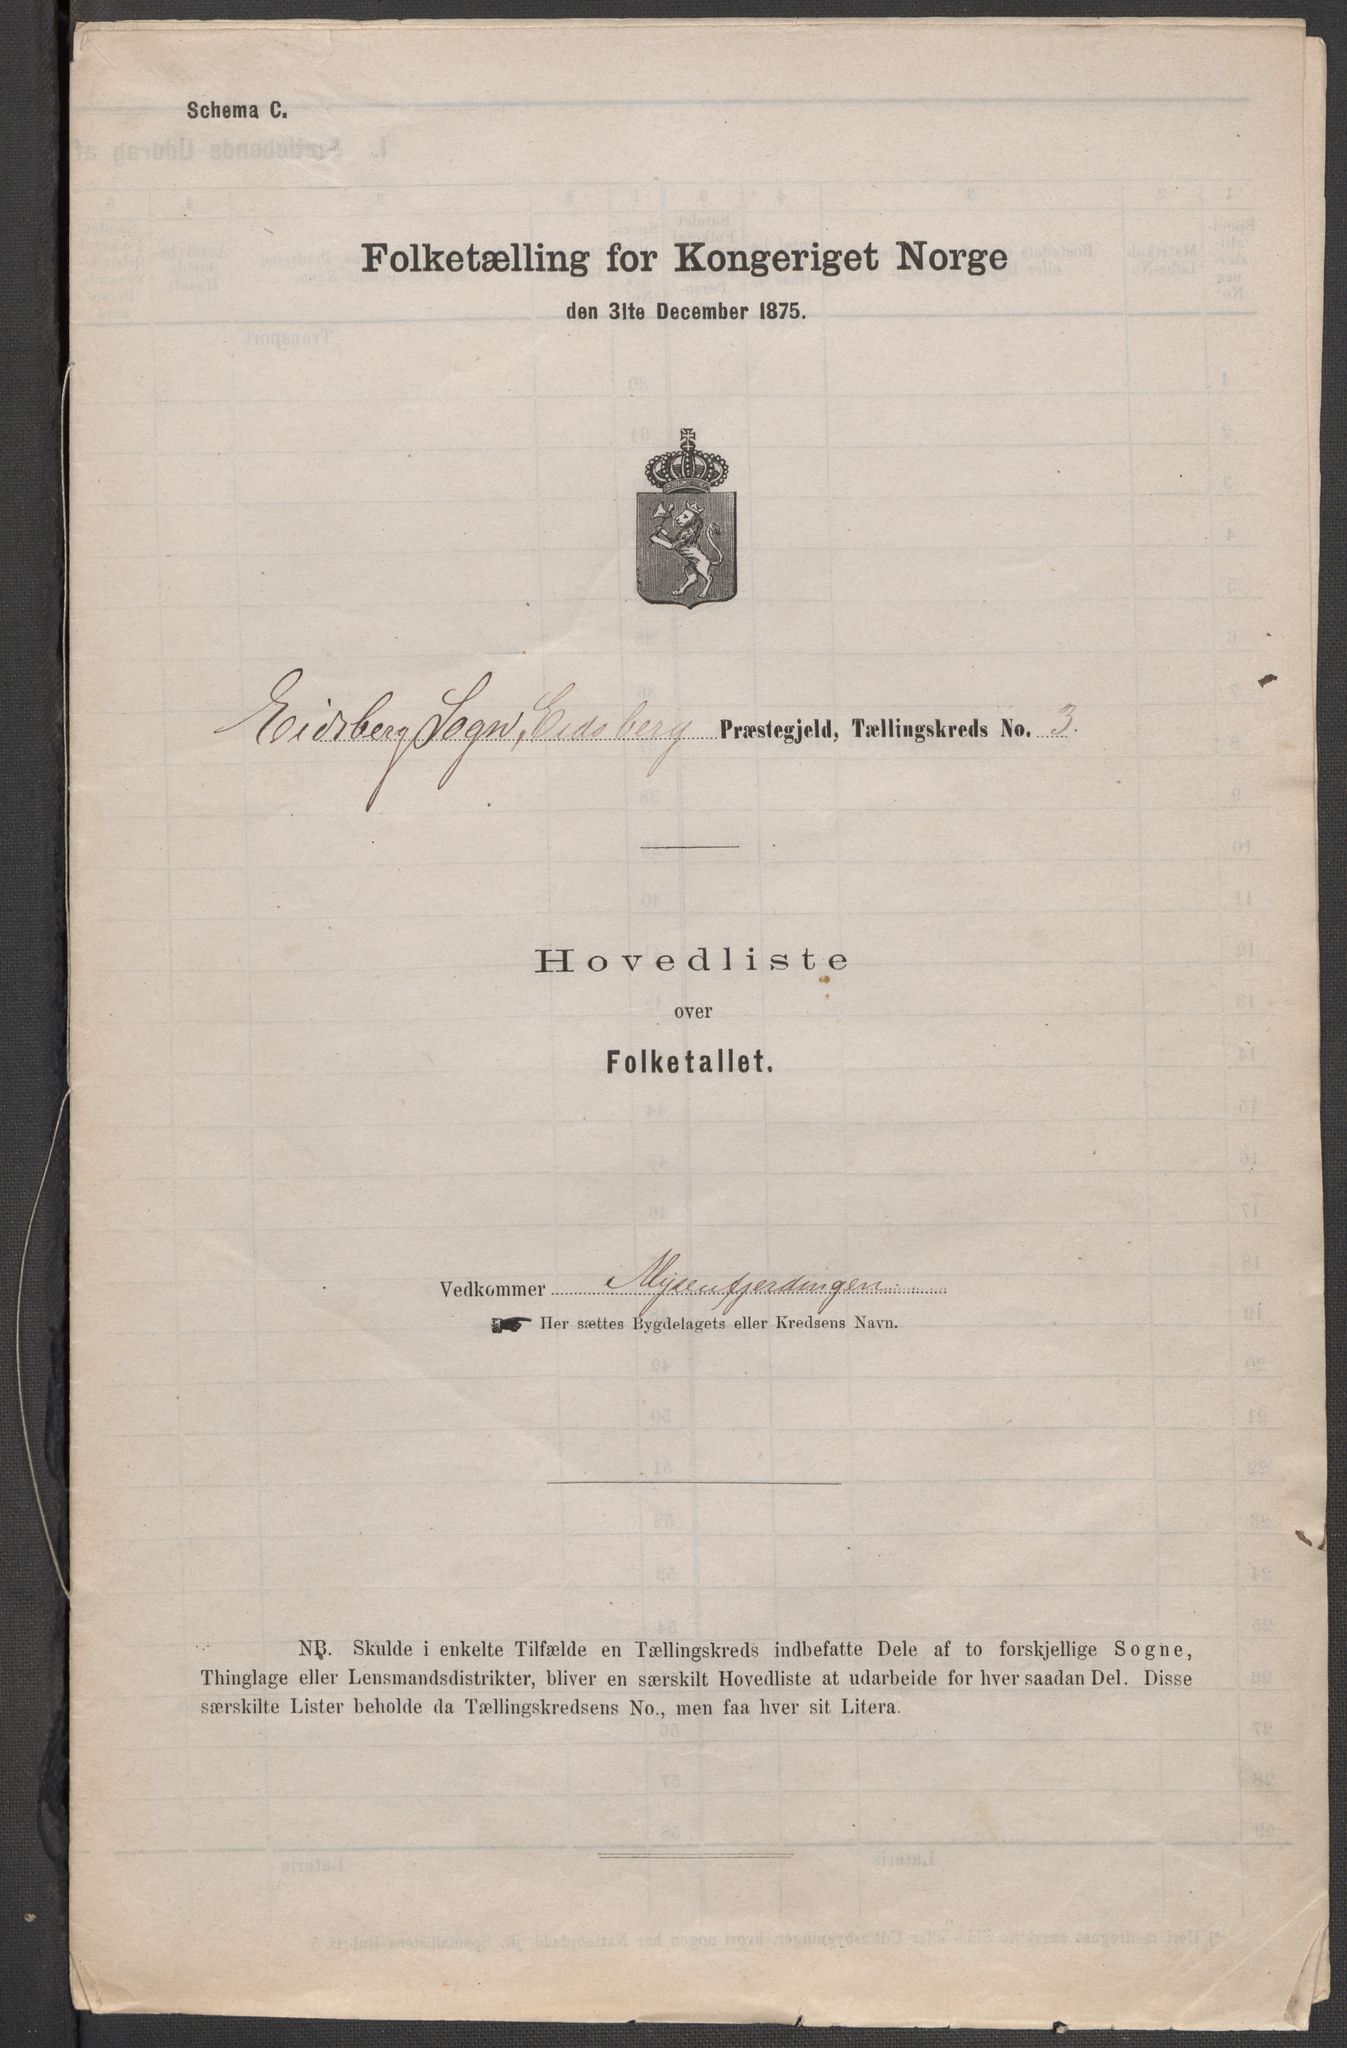 Schema C.
Folketælling for Kongeriget Norge
den 31te December 1875.
Eidsberg Sogn, Eidsberg Præstegjeld, Tællingskreds No. 3.
Hovedliste
over
Folketallet.
Vedkommer Mysenfjerdingen
Her sættes Bygdelagets eller Kredsens Navn.
NB. Skulde i enkelte Tilfælde en Tællingskreds indbefatte Dele af to forskjellige Sogne,
Thinglage eller Lensmandsdistrikter, bliver en særskilt Hovedliste at udarbeide for hver saadan Del. Disse
særskilte Lister beholde da Tællingskredsens No., men faa hver sit Litera.